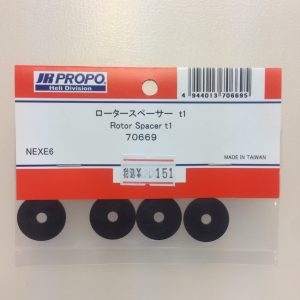 JR PROPO
Heli Division
4 944013 706695
ロータースペーサー t1
Rotor Spacer t1
70669
NEXE6
MADE IN TAIWAN
151